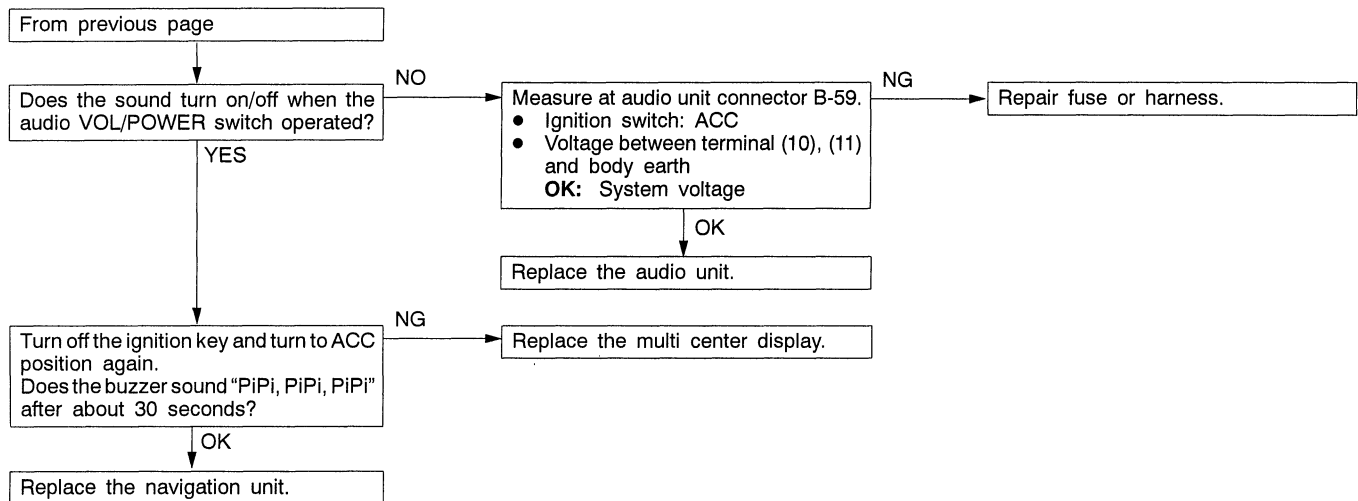 From previous page
Does the sound turn on/off when the
audio VOL/POWER switch operated?
NO
Measure at audio unit connector B-59.
● Ignition switch: ACC
● Voltage between terminal (10), (11)
and body earth
OK: System voltage
NG
Repair fuse or harness.
YES
OK
Replace the audio unit.
Turn off the ignition key and turn to ACC
position again.
Does the buzzer sound “PiPi, PiPi, PiPi”
after about 30 seconds?
NG
Replace the multi center display.
OK
Replace the navigation unit.